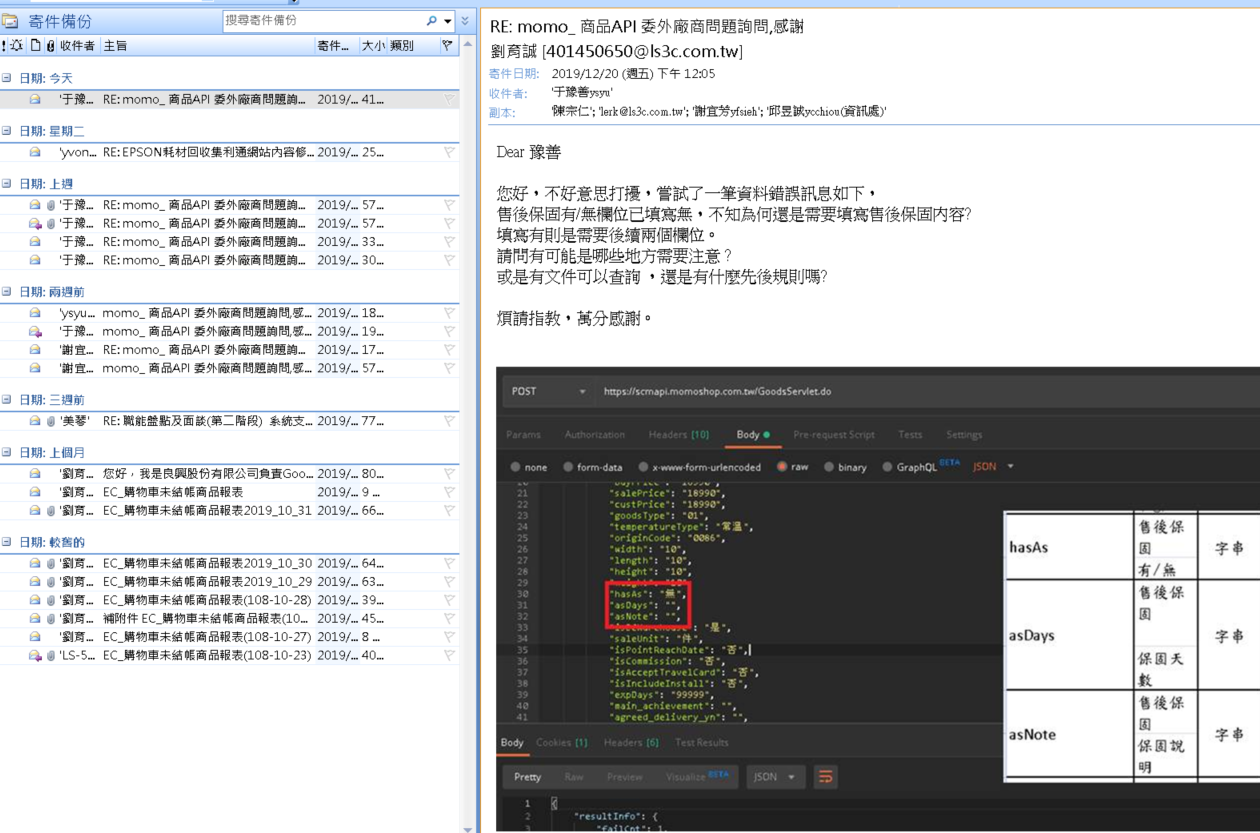 寄件備份
搜尋寄件備份
收件者 主旨 寄件... 大小 類別
日期: 今天
'于豫... RE: momo_ 商品API 委外廠商問題詢... 2019/... 41...
日期: 星期二
'yvon... RE: EPSON耗材回收集利通網站內容修... 2019/... 25...
日期: 上週
'于豫... RE: momo_ 商品API 委外廠商問題詢... 2019/... 57...
'于豫... RE: momo_ 商品API 委外廠商問題詢... 2019/... 57...
'于豫... RE: momo_ 商品API 委外廠商問題詢... 2019/... 33...
'于豫... RE: momo_ 商品API 委外廠商問題詢... 2019/... 30...
日期: 兩週前
'ysyu... momo_ 商品API 委外廠商問題詢問,感... 2019/... 18...
'于豫... momo_ 商品API 委外廠商問題詢問,感... 2019/... 19...
'謝宜... RE: momo_ 商品API 委外廠商問題詢... 2019/... 17...
'謝宜... momo_ 商品API 委外廠商問題詢問,感... 2019/... 57...
日期: 三週前
'美琴' RE: 職能盤點及面談(第二階段) 系統支... 2019/... 77...
日期: 上個月
'劉育... 您好，我是良興股份有限公司負責Goo... 2019/... 80...
'劉育... EC_購物車未結帳商品報表 2019/... 9 ...
'劉育... EC_購物車未結帳商品報表2019_10_31 2019/... 66...
日期: 較舊的
'劉育... EC_購物車未結帳商品報表2019_10_30 2019/... 64...
'劉育... EC_購物車未結帳商品報表2019_10_29 2019/... 63...
'劉育... EC_購物車未結帳商品報表(108-10-28) 2019/... 39...
'劉育... 補附件 EC_購物車未結帳商品報表(10... 2019/... 45...
'劉育... EC_購物車未結帳商品報表(108-10-27) 2019/... 8 ...
'LS-5... EC_購物車未結帳商品報表(108-10-23) 2019/... 40...
RE: momo_ 商品API 委外廠商問題詢問,感謝
劉育誠 [401450650@ls3c.com.tw]
寄件日期: 2019/12/20 (週五) 下午 12:05
收件者: '于豫善ysyu'
副本: '陳宗仁'; 'lerk@ls3c.com.tw'; '謝宜芳yfsieh'; '邱昱誠ycchiou(資訊處)'
Dear 豫善
您好，不好意思打擾，嘗試了一筆資料錯誤訊息如下，
售後保固有/無欄位已填寫無，不知為何還是需要填寫售後保固內容?
填寫有則是需要後續兩個欄位。
請問有可能是哪些地方需要注意？
或是有文件可以查詢 ，還是有什麼先後規則嗎?
煩請指教，萬分感謝。
POST https://scmapi.momoshop.com.tw/GoodsServlet.do
Params Authorization Headers [10] Body Pre-request Script Tests Settings
none form-data x-www-form-urlencoded raw binary GraphQL BETA JSON
21 "salePrice": "18990",
22 "custPrice": "18990",
23 "goodsType": "01",
24 "temperatureType": "常溫",
25 "originCode": "0086",
26 "width": "10",
27 "length": "10",
28 "height": "10",
29
30 "hasAs": "無",
31 "asDays": "",
32 "asNote": "",
33 : "是",
34 "saleUnit": "件",
35 "isPointReachDate": "否",
36 "isCommission": "否",
37 "isAcceptTravelCard": "否",
38 "isIncludeInstall": "否",
39 "expDays": "99999",
40 "main_achievement": "",
41 "agreed_delivery_yn": "",
hasAs 售後保固有/無 字串
asDays 售後保固 保固天數 字串
asNote 售後保固 保固說明 字串
Body Cookies [1] Headers [6] Test Results
Pretty Raw Preview Visualize BETA JSON
1 {
2 "resultInfo": {
3 "failCnt": 1,